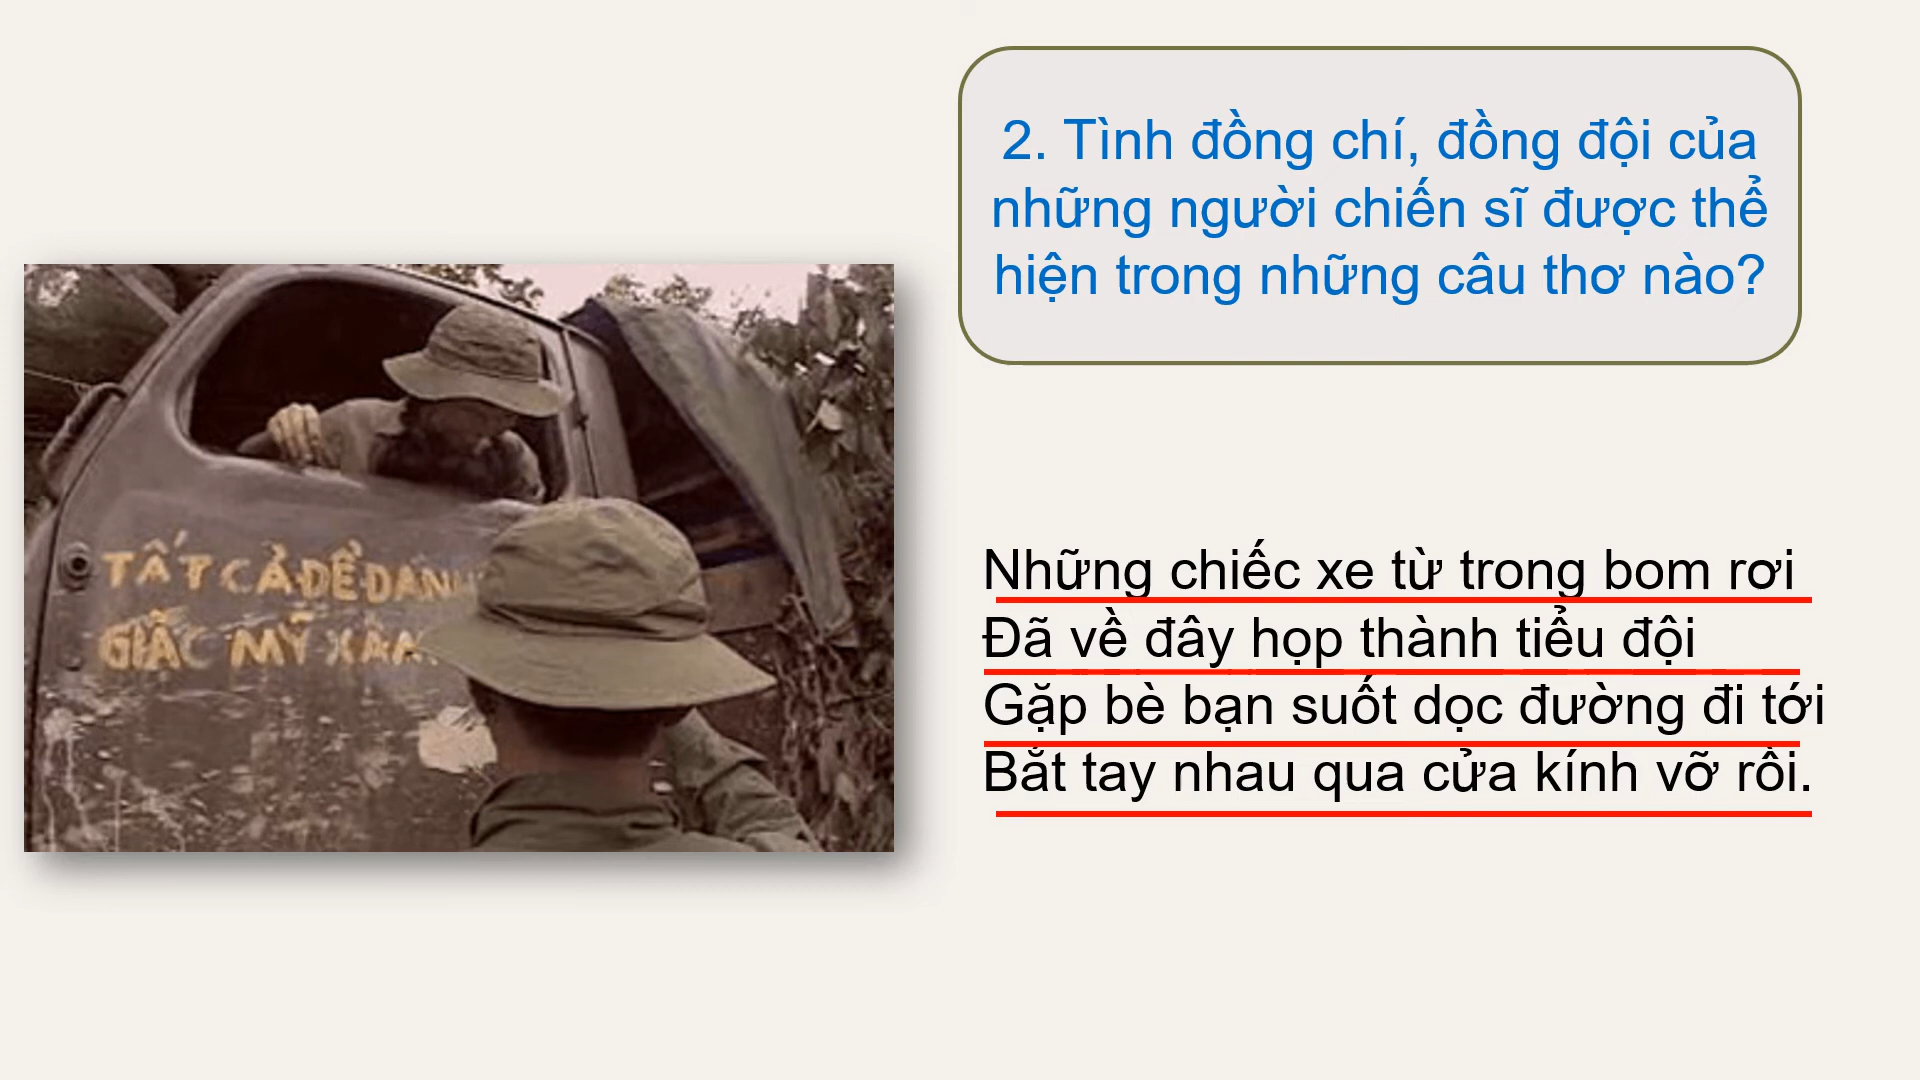 2. Tình đồng chí, đồng đội của
những người chiến sĩ được thể
hiện trong những câu thơ nào?
TẤT CẢ ĐỂ ĐÁNH
GIẶC MỸ XÂM
Những chiếc xe từ trong bom rơi
Đã về đây họp thành tiểu đội
Gặp bè bạn suốt dọc đường đi tới
Bắt tay nhau qua cửa kính vỡ rồi.